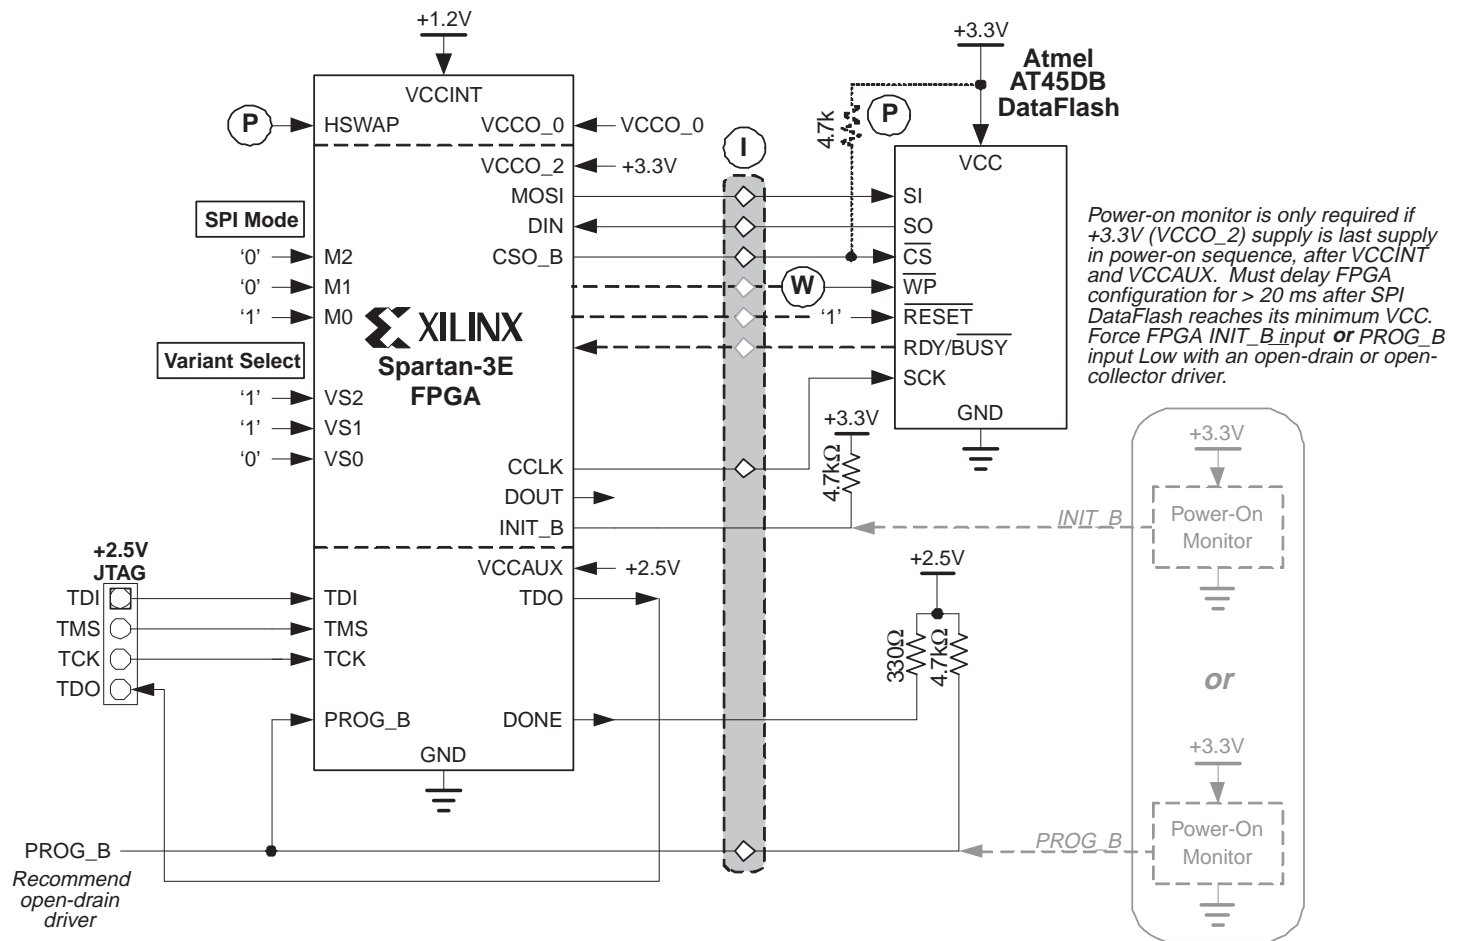 +1.2V
+3.3V
Atmel
AT45DB
DataFlash
VCCINT
P
HSWAP
VCCO_0
VCCO_0
4.7k
P
I
VCC
VCCO_2
+3.3V
MOSI
SI
SPI Mode
DIN
SO
'0'
M2
CSO_B
CS
'0'
M1
W
WP
'1'
M0
'1'
RESET
XILINX
RDY/BUSY
Spartan-3E
FPGA
Variant Select
SCK
'1'
VS2
GND
'1'
VS1
'0'
VS0
Power-on monitor is only required if
+3.3V (VCCO_2) supply is last supply
in power-on sequence, after VCCINT
and VCCAUX. Must delay FPGA
configuration for > 20 ms after SPI
DataFlash reaches its minimum VCC.
Force FPGA INIT_B input or PROG_B
input Low with an open-drain or open-
collector driver.
+3.3V
4.7kΩ
CCLK
DOUT
INIT_B
INIT_B
+3.3V
Power-On
Monitor
+2.5V
JTAG
VCCAUX
+2.5V
+2.5V
TDI
TDI
TDO
TMS
TMS
TCK
TCK
TDO
330Ω
4.7kΩ
or
PROG_B
DONE
GND
+3.3V
Power-On
Monitor
PROG_B
PROG_B
Recommend
open-drain
driver